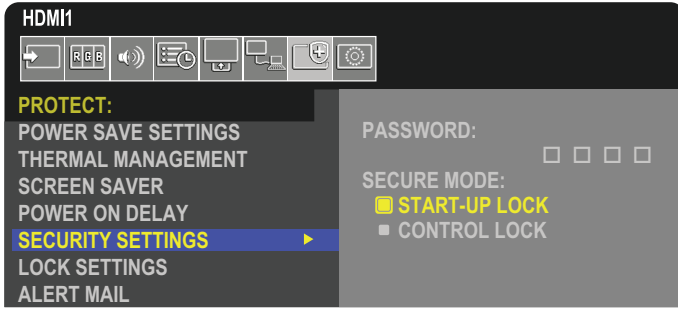 HDMI1
RGB
PROTECT:
POWER SAVE SETTINGS
THERMAL MANAGEMENT
SCREEN SAVER
POWER ON DELAY
SECURITY SETTINGS
LOCK SETTINGS
ALERT MAIL
PASSWORD:
SECURE MODE:
START-UP LOCK
CONTROL LOCK